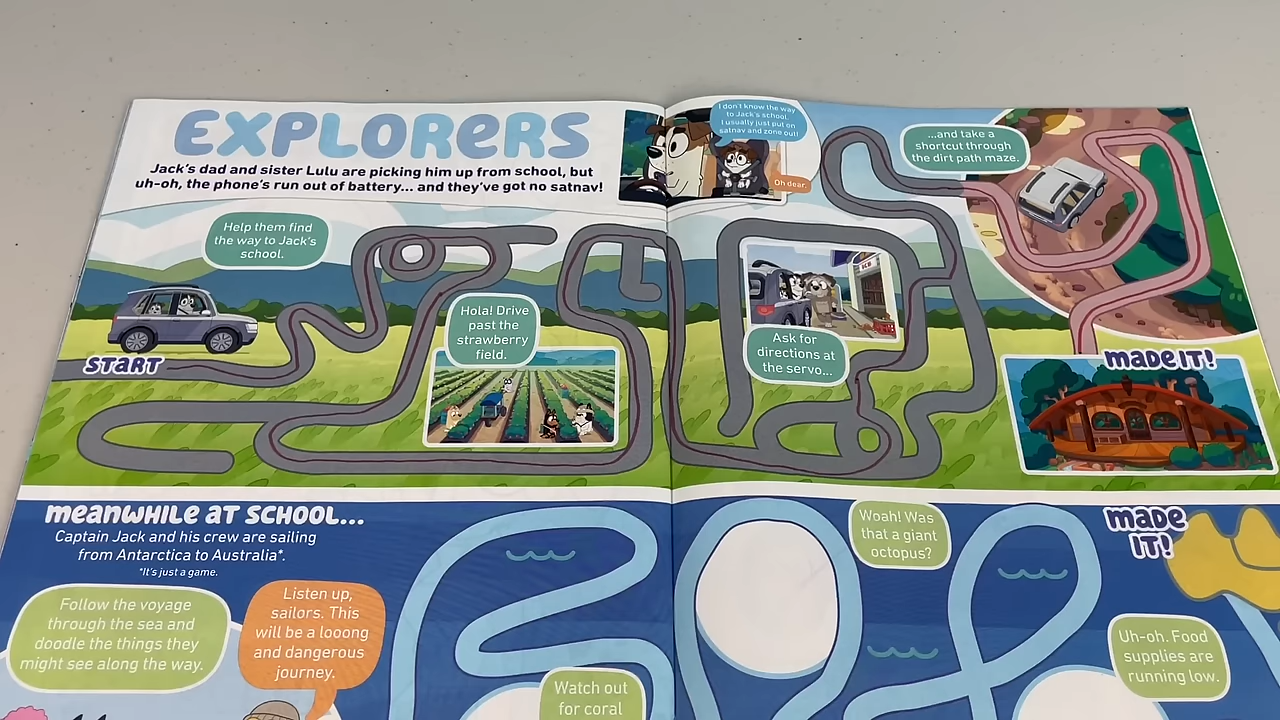 EXPLORERS
Jack's dad and sister Lulu are picking him up from school, but
uh-oh, the phone's run out of battery... and they've got no satnav!
I don't know the way
to Jack's school.
I usually just put on
satnav and zone out!
Oh dear.
...and take a
shortcut through
the dirt path maze.
Help them find
the way to Jack's
school.
Hola! Drive
past the
strawberry
field.
Ask for
directions at
the servo...
START
MADE IT!
MEANWHILE AT SCHOOL...
Captain Jack and his crew are sailing
from Antarctica to Australia*.
*It's just a game.
Follow the voyage
through the sea and
doodle the things they
might see along the way.
Listen up,
sailors. This
will be a looong
and dangerous
journey.
Watch out
for coral
Woah! Was
that a giant
octopus?
MADE
IT!
Uh-oh. Food
supplies are
running low.